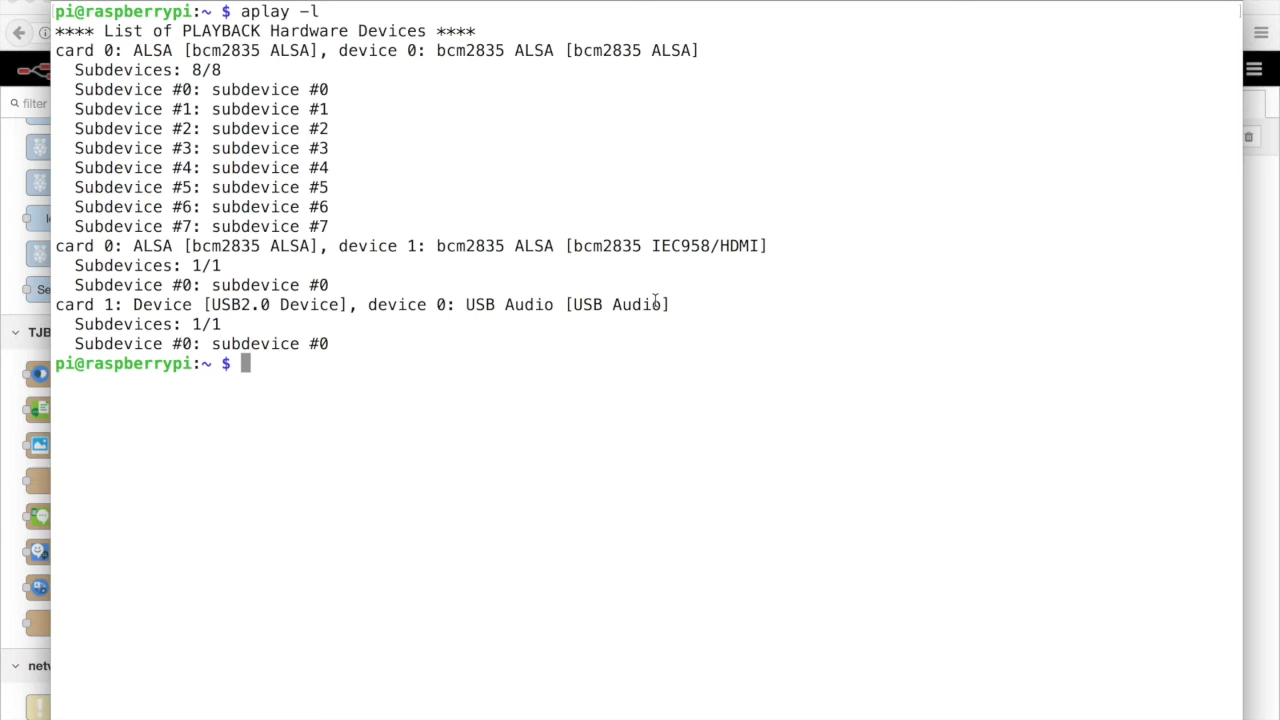 pi@raspberrypi:~ $ aplay -l
**** List of PLAYBACK Hardware Devices ****
card 0: ALSA [bcm2835 ALSA], device 0: bcm2835 ALSA [bcm2835 ALSA]
Subdevices: 8/8
Subdevice #0: subdevice #0
Subdevice #1: subdevice #1
Subdevice #2: subdevice #2
Subdevice #3: subdevice #3
Subdevice #4: subdevice #4
Subdevice #5: subdevice #5
Subdevice #6: subdevice #6
Subdevice #7: subdevice #7
card 0: ALSA [bcm2835 ALSA], device 1: bcm2835 ALSA [bcm2835 IEC958/HDMI]
Subdevices: 1/1
Subdevice #0: subdevice #0
card 1: Device [USB2.0 Device], device 0: USB Audio [USB Audio]
Subdevices: 1/1
Subdevice #0: subdevice #0
pi@raspberrypi:~ $
filter
Se
TJB
netw